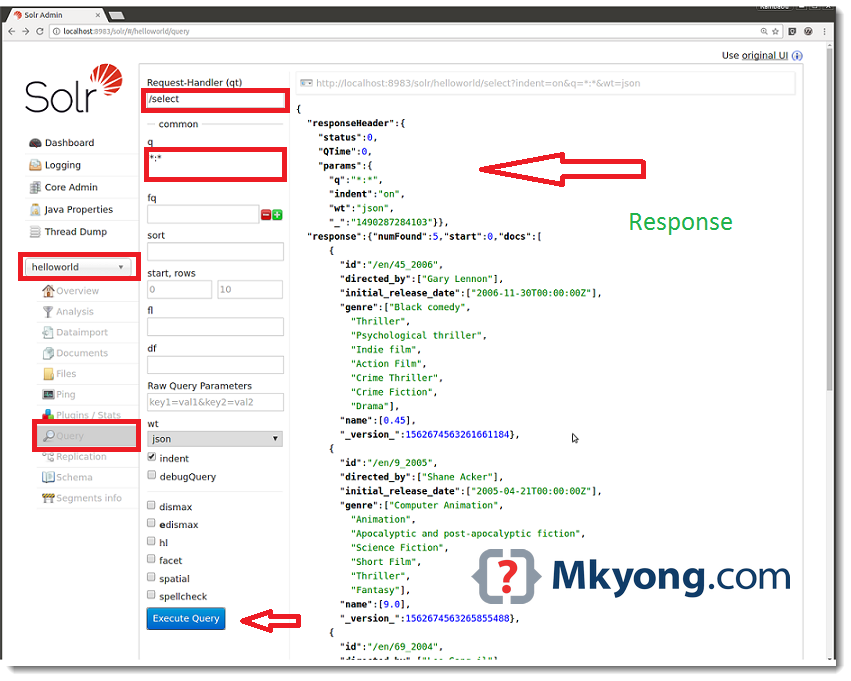 Solr Admin
Rambabu
localhost:8983/solr/#/helloworld/query
Use original UI
Solr
Dashboard
Logging
Core Admin
Java Properties
Thread Dump
helloworld
Overview
Analysis
Dataimport
Documents
Files
Ping
Plugins / Stats
Query
Replication
Schema
Segments info
Request-Handler (qt)
/select
common
q
*:*
fq
sort
start, rows
0 10
fl
df
Raw Query Parameters
key1=val1&key2=val2
wt
json
indent
debugQuery
dismax
edismax
hl
facet
spatial
spellcheck
Execute Query
http://localhost:8983/solr/helloworld/select?indent=on&q=*:*&wt=json
{
"responseHeader":{
"status":0,
"QTime":0,
"params":{
"q":"*:*",
"indent":"on",
"wt":"json",
"_":"1490287284103"}},
"response":{"numFound":5,"start":0,"docs":[
{
"id":"/en/45_2006",
"directed_by":["Gary Lennon"],
"initial_release_date":["2006-11-30T00:00:00Z"],
"genre":["Black comedy",
"Thriller",
"Psychological thriller",
"Indie film",
"Action Film",
"Crime Thriller",
"Crime Fiction",
"Drama"],
"name":[0.45],
"_version_":1562674563261661184},
{
"id":"/en/9_2005",
"directed_by":["Shane Acker"],
"initial_release_date":["2005-04-21T00:00:00Z"],
"genre":["Computer Animation",
"Animation",
"Apocalyptic and post-apocalyptic fiction",
"Science Fiction",
"Short Film",
"Thriller",
"Fantasy"],
"name":[9.0],
"_version_":1562674563265855488},
{
"id":"/en/69_2004",
Response
{?} Mkyong.com